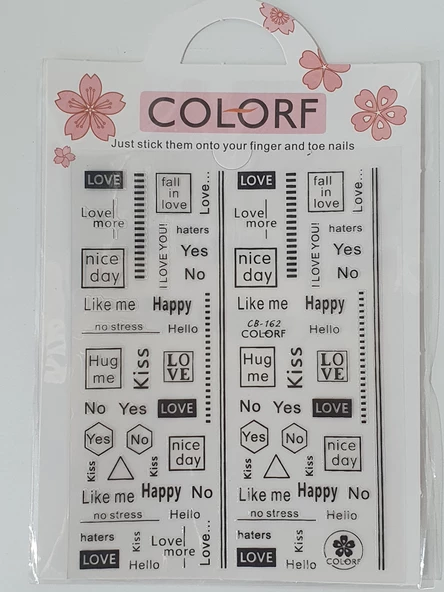 COLORF
Just stick them onto your finger and toe nails
LOVE
fall
in
love
Love...
Love
more
I LOVE YOU!
haters
nice
day
Yes
No
Like me
Happy
no stress
Hello
Hug
me
Kiss
LO
VE
No
Yes
LOVE
Yes
No
nice
day
Kiss
Kiss
Like me
Happy
No
no stress
Hello
haters
Kiss
Love
more
Love...
LOVE
Hello
LOVE
fall
in
love
Love...
Love
more
I LOVE YOU!
haters
nice
day
Yes
No
Like me
Happy
CB-162
COLORF
Hello
Hug
me
Kiss
LO
VE
No
Yes
LOVE
Yes
No
nice
day
Kiss
Kiss
Like me
Happy
No
no stress
Hello
haters
Kiss
LOVE
Hello
COLORF